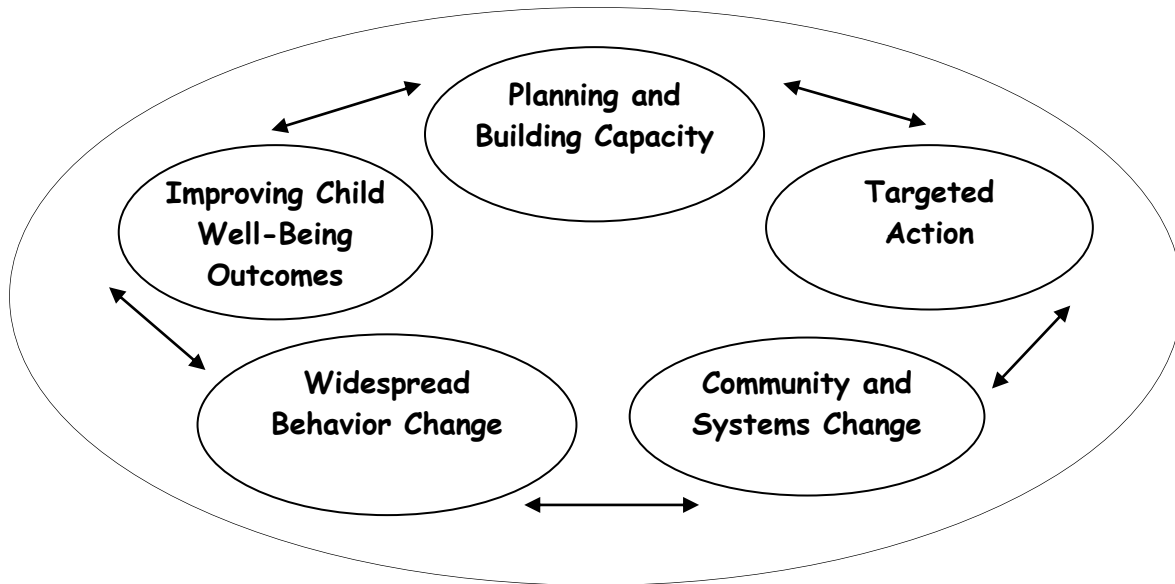 Planning and
Building Capacity
Improving Child
Well-Being
Outcomes
Targeted
Action
Widespread
Behavior Change
Community and
Systems Change